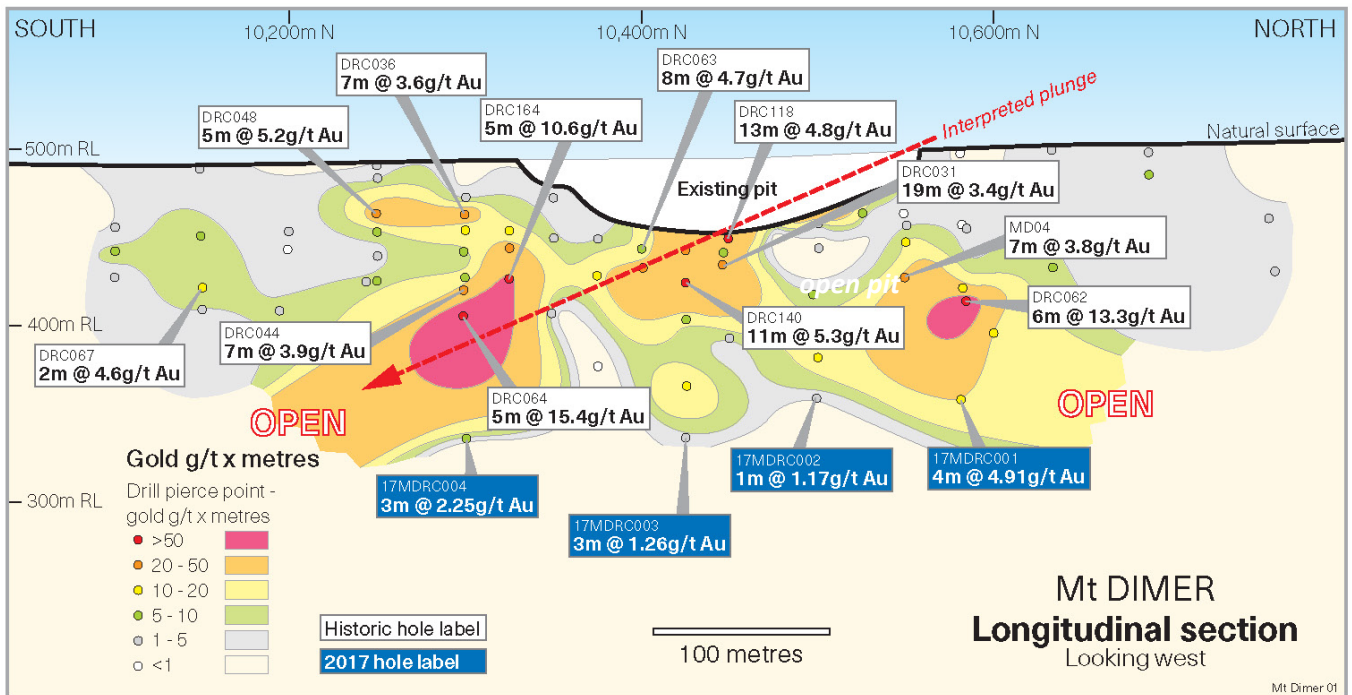 SOUTH
10,200m N
10,400m N
10,600m N
NORTH
DRC036
7m @ 3.6g/t Au
DRC063
8m @ 4.7g/t Au
DRC048
5m @ 5.2g/t Au
DRC164
5m @ 10.6g/t Au
DRC118
13m @ 4.8g/t Au
Interpreted plunge
Natural surface
500m RL
Existing pit
DRC031
19m @ 3.4g/t Au
MD04
7m @ 3.8g/t Au
open pit
DRC062
6m @ 13.3g/t Au
400m RL
DRC044
7m @ 3.9g/t Au
DRC140
11m @ 5.3g/t Au
DRC067
2m @ 4.6g/t Au
DRC064
5m @ 15.4g/t Au
OPEN
OPEN
Gold g/t x metres
Drill pierce point -
gold g/t x metres
>50
20 - 50
10 - 20
5 - 10
1 - 5
<1
300m RL
17MDRC004
3m @ 2.25g/t Au
17MDRC003
3m @ 1.26g/t Au
17MDRC002
1m @ 1.17g/t Au
17MDRC001
4m @ 4.91g/t Au
Historic hole label
2017 hole label
100 metres
Mt DIMER
Longitudinal section
Looking west
Mt Dimer 01